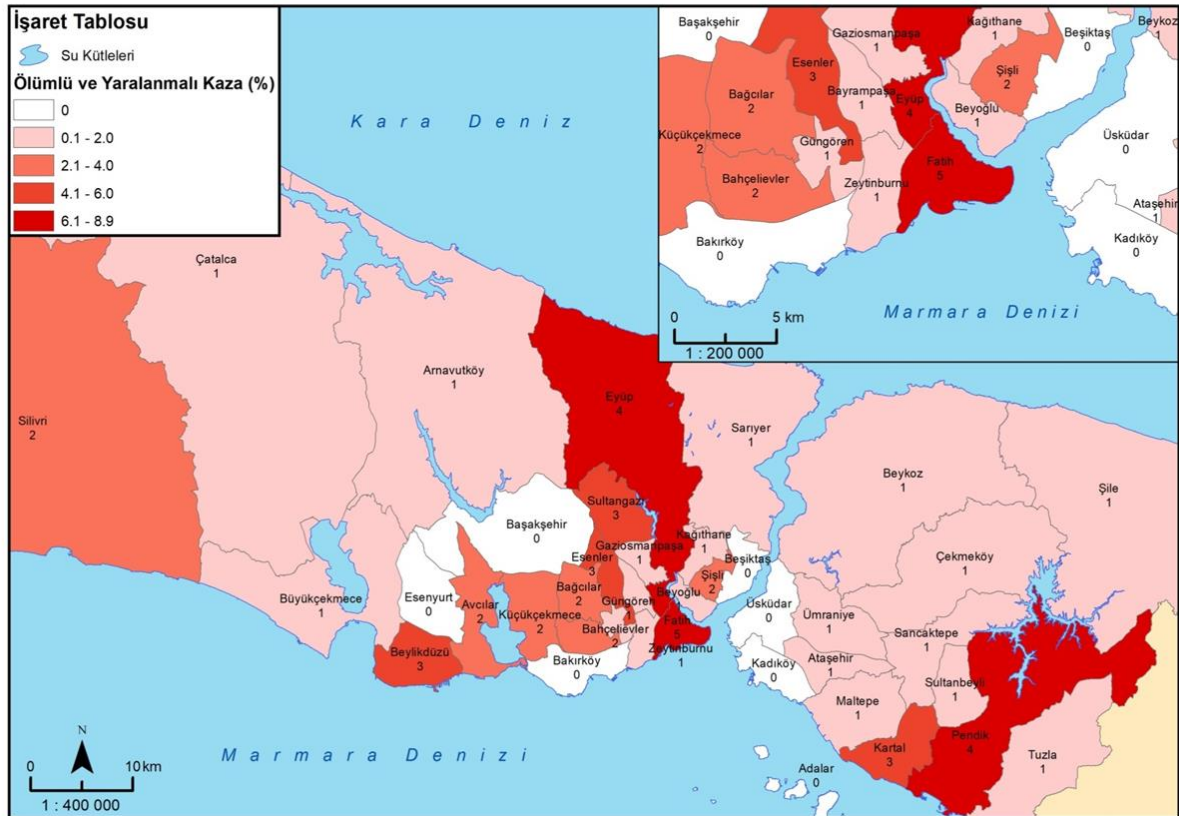 İşaret Tablosu
Su Kütleleri
Ölümlü ve Yaralanmalı Kaza (%)
0
0.1 - 2.0
2.1 - 4.0
4.1 - 6.0
6.1 - 8.9
Kara Deniz
Başakşehir
0
Gaziosmanpaşa
1
Kağıthane
1
Beşiktaş
0
Beykoz
1
Esenler
3
Şişli
2
Bağcılar
2
Bayrampaşa
1
Eyüp
4
Beyoğlu
1
Üsküdar
0
Küçükçekmece
2
Güngören
1
Fatih
5
Bahçelievler
2
Zeytinburnu
1
Ataşehir
1
Bakırköy
0
Kadıköy
0
Marmara Denizi
0 5 km
1 : 200 000
Çatalca
1
Arnavutköy
1
Eyüp
4
Silivri
2
Sarıyer
1
Beykoz
1
Şile
1
Sultangazi
3
Başakşehir
0
Kağıthane
1
Gaziosmanpaşa
1
Beşiktaş
0
Çekmeköy
1
Esenler
3
Bağcılar
2
Şişli
2
Büyükçekmece
1
Esenyurt
0
Avcılar
2
Küçükçekmece
2
Güngören
1
Beyoğlu
Üsküdar
0
Ümraniye
1
Fatih
5
Bahçelievler
2
Sancaktepe
1
Zeytinburnu
1
Beylikdüzü
3
Bakırköy
0
Kadıköy
0
Ataşehir
1
Sultanbeyli
1
Maltepe
1
Kartal
3
Pendik
4
Tuzla
1
Adalar
0
Marmara Denizi
N
0 10 km
1 : 400 000